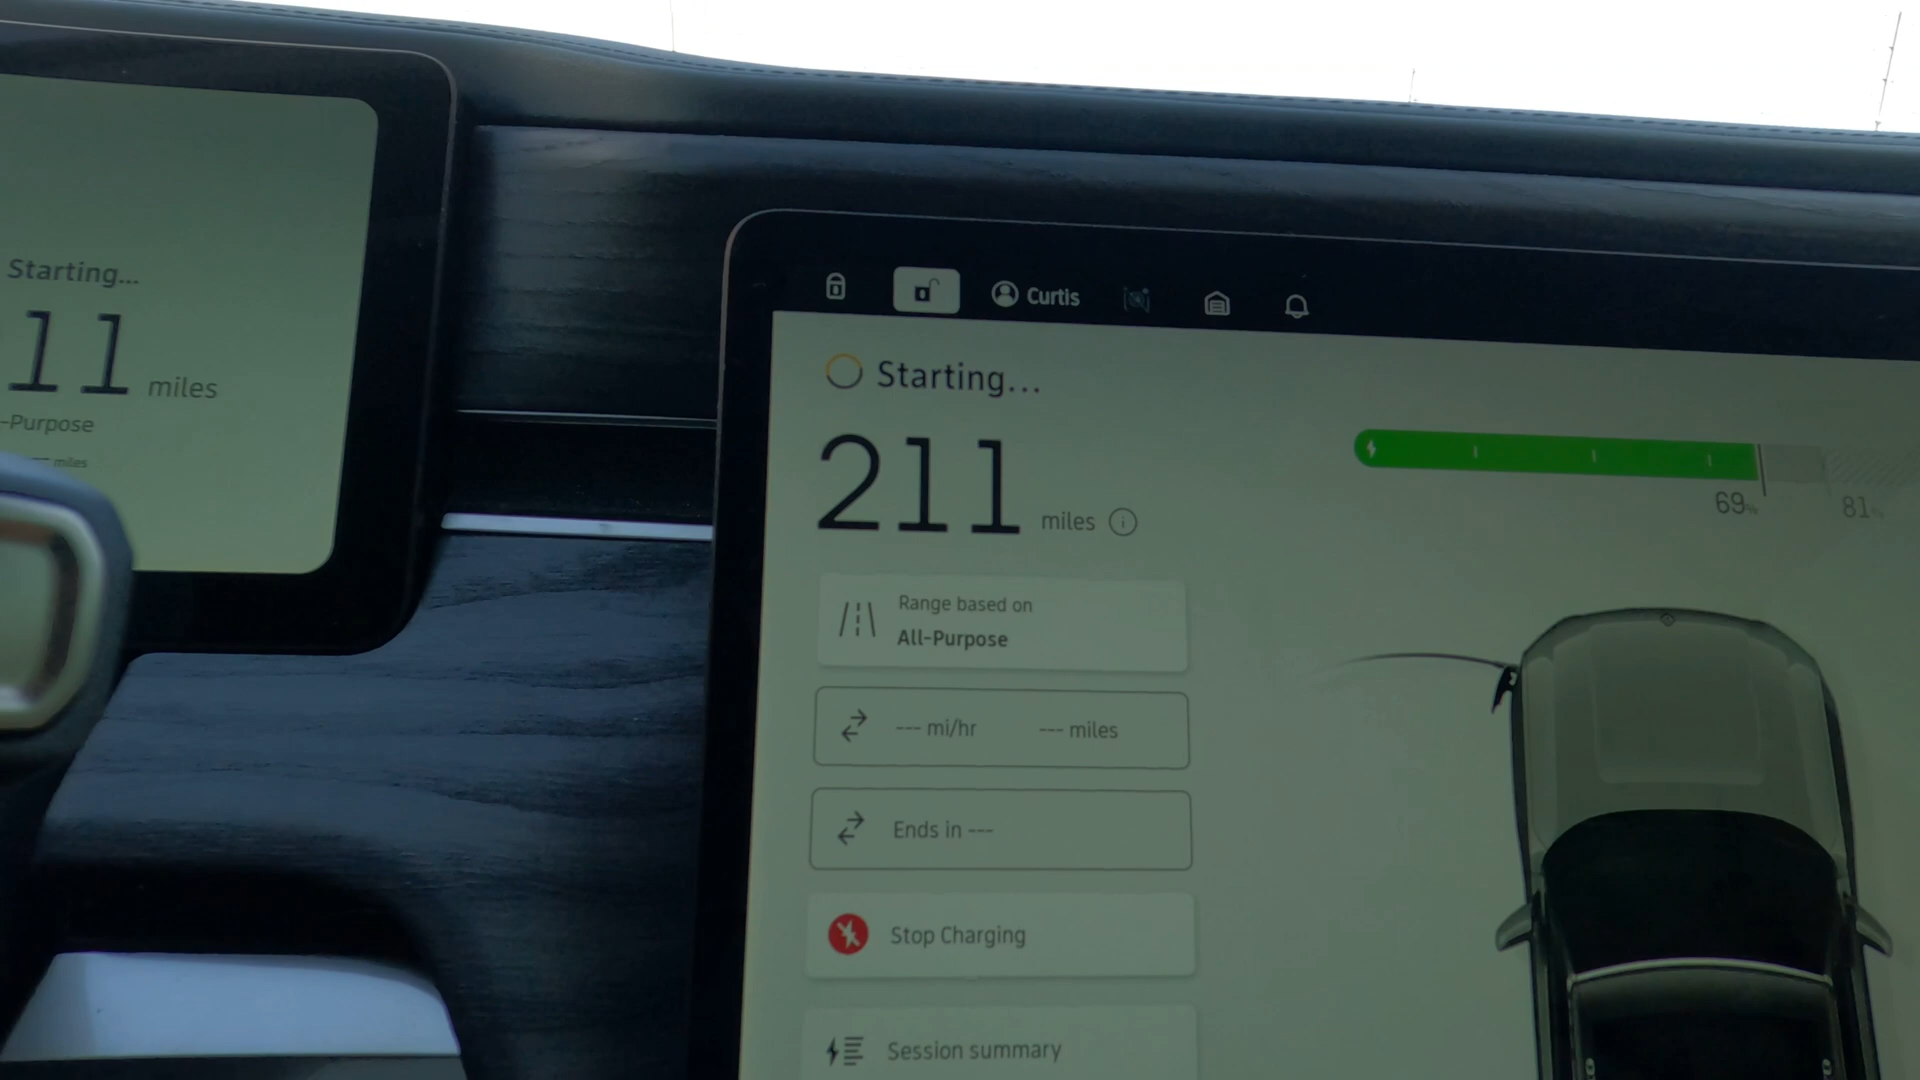 Starting...
11 miles
-Purpose
miles
Curtis
Starting...
211 miles
69%
81%
Range based on
All-Purpose
--- mi/hr --- miles
Ends in ---
Stop Charging
Session summary